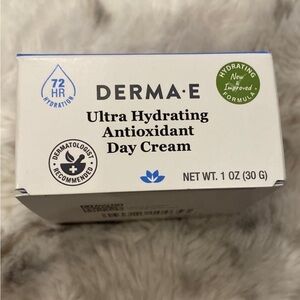 72
HR
HYDRATION
DERMA·E
HYDRATING
New
&
Improved
FORMULA
Ultra Hydrating
Antioxidant
Day Cream
DERMATOLOGIST
RECOMMENDED
NET WT. 1 OZ (30 G)